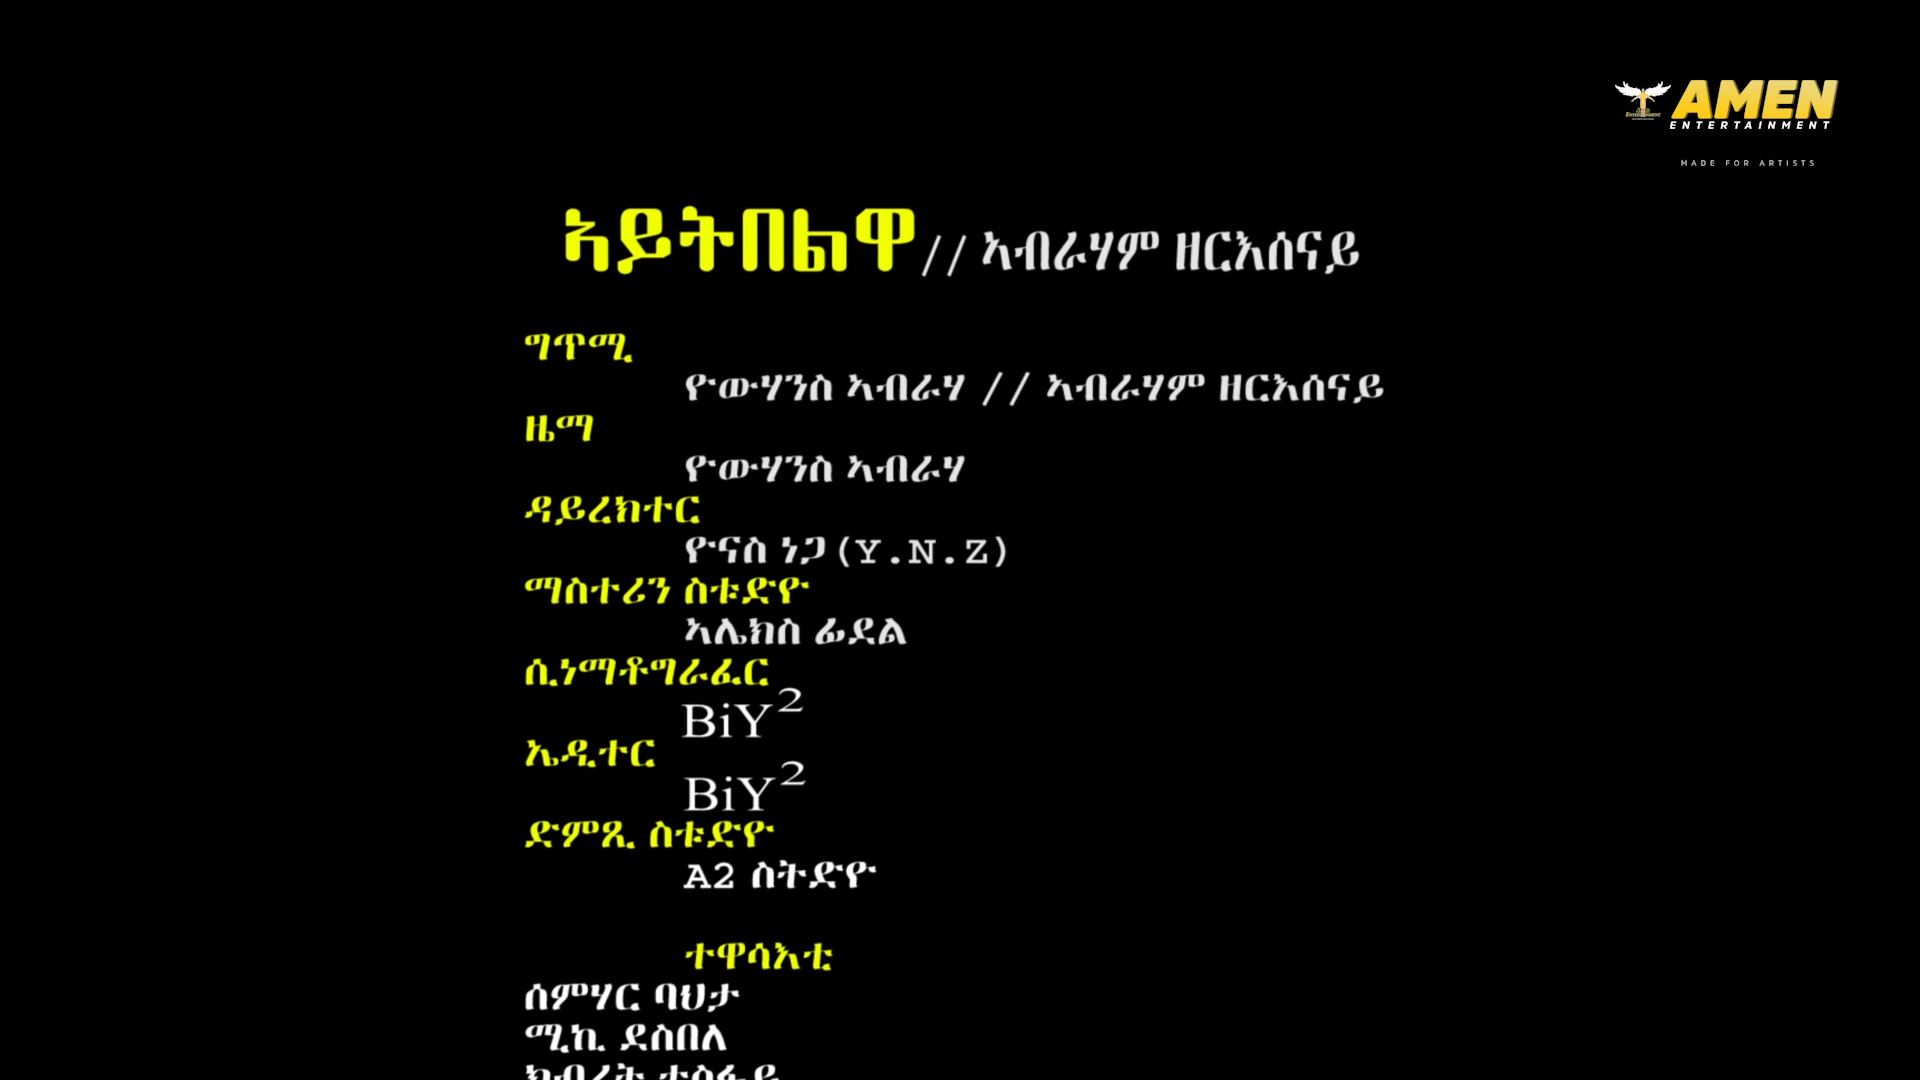 AMEN
ENTERTAINMENT
MADE FOR ARTISTS
ኣይትበልዋ // ኣብራሃም ዘርእሰናይ
ግጥሚ
ዮውሃንስ ኣብራሃ // ኣብራሃም ዘርእሰናይ
ዜማ
ዮውሃንስ ኣብራሃ
ዳይረክተር
ዮናስ ነጋ(Y.N.Z)
ማስተሪን ስቱድዮ
ኣሌክስ ፊደል
ሲነማቶግራፈር
BiY²
ኤዲተር
BiY²
ድምጺ ስቱድዮ
A2 ስትድዮ
ተዋሳእቲ
ሰምሃር ባህታ
ሚኪ ደስበለ